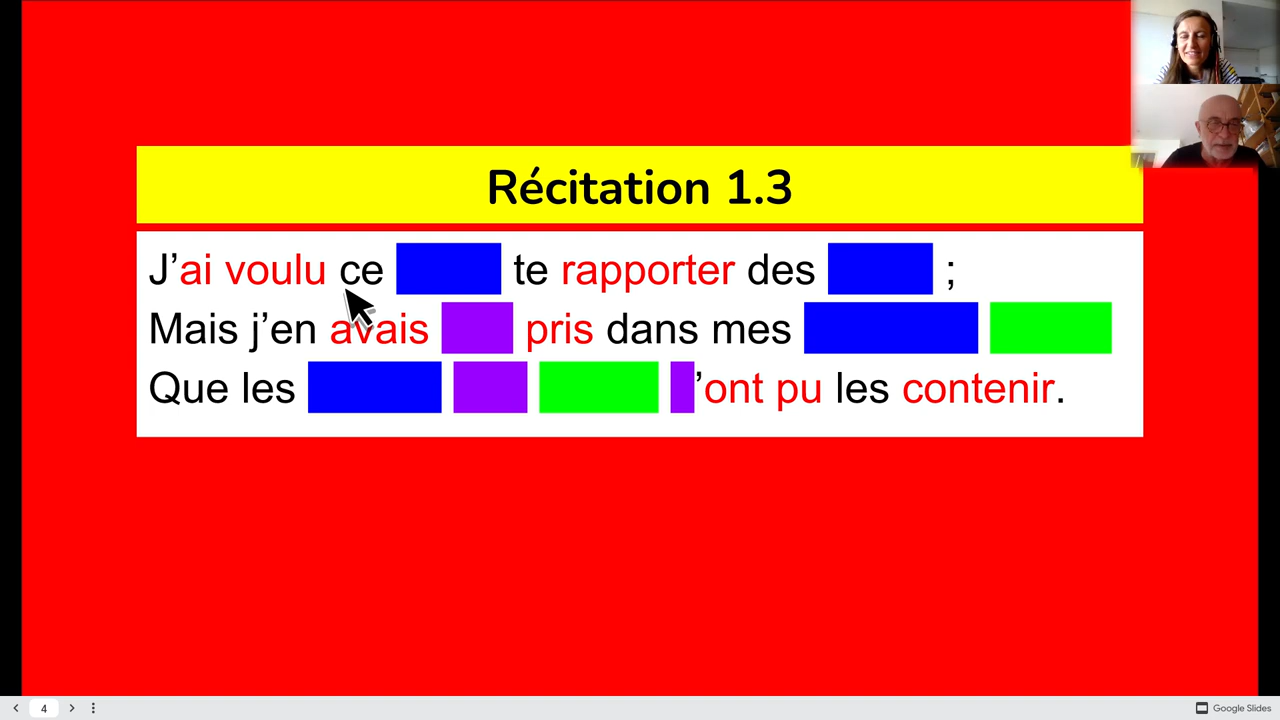 Récitation 1.3
J’ai voulu ce te rapporter des ;
Mais j’en avais pris dans mes
Que les ’ont pu les contenir.
4
Google Slides